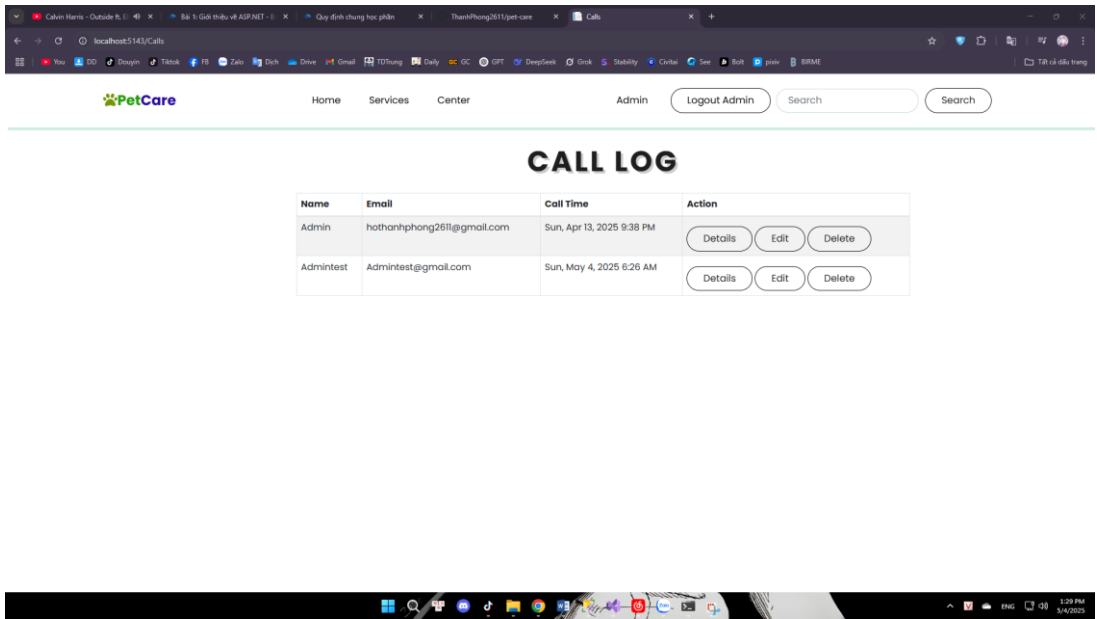 Calvin Harris - Outside ft. El
Bài 1: Giới thiệu về ASP.NET - B
Quy định chung học phần
ThanhPhong2611/pet-care
Calls
localhost:5143/Calls
You DD Douyin Tiktok FB Zalo Dịch Drive Gmail TDTrung Daily GC GPT DeepSeek Grok Stability Civitai See Bolt pixiv BIRME Tất cả dấu trang
PetCare Home Services Center Admin Logout Admin Search Search
CALL LOG
Name Email Call Time Action
Admin hothanhphong2611@gmail.com Sun, Apr 13, 2025 9:38 PM Details Edit Delete
Admintest Admintest@gmail.com Sun, May 4, 2025 6:26 AM Details Edit Delete
ENG 1:29 PM
5/4/2025